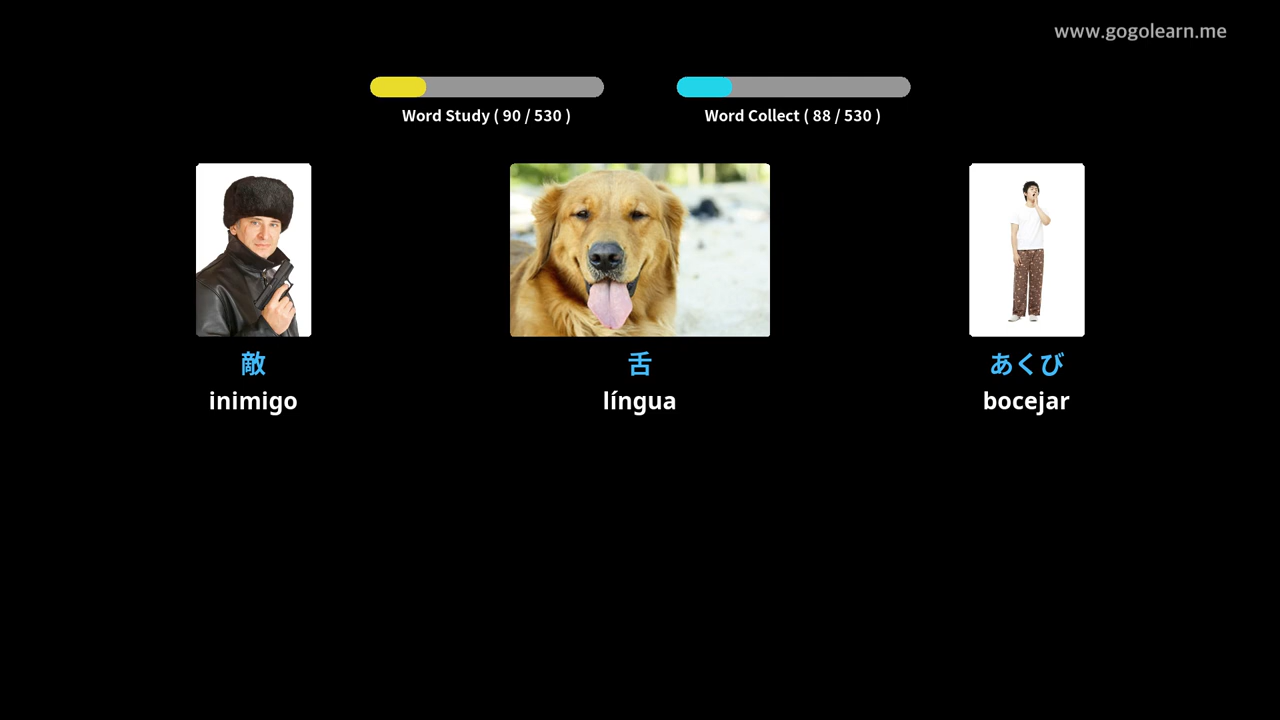 www.gogolearn.me
Word Study ( 90 / 530 )
Word Collect ( 88 / 530 )
敵
舌
あくび
inimigo
língua
bocejar